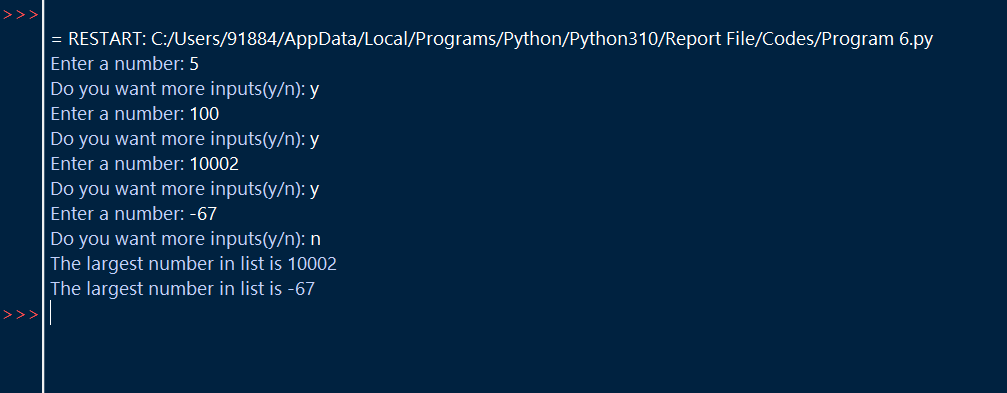 >>>
= RESTART: C:/Users/91884/AppData/Local/Programs/Python/Python310/Report File/Codes/Program 6.py
Enter a number: 5
Do you want more inputs(y/n): y
Enter a number: 100
Do you want more inputs(y/n): y
Enter a number: 10002
Do you want more inputs(y/n): y
Enter a number: -67
Do you want more inputs(y/n): n
The largest number in list is 10002
The largest number in list is -67
>>>